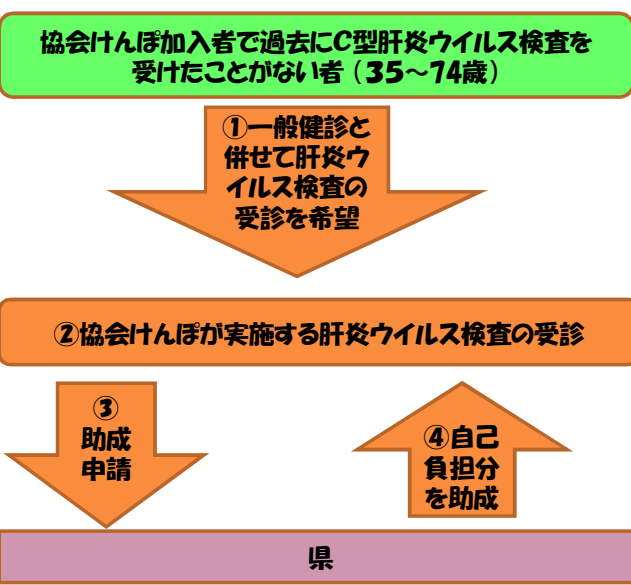 協会けんぽ加入者で過去にC型肝炎ウイルス検査を
受けたことがない者（35～74歳）
①一般健診と
併せて肝炎ウ
イルス検査の
受診を希望
②協会けんぽが実施する肝炎ウイルス検査の受診
③
助成
申請
④自己
負担分
を助成
県